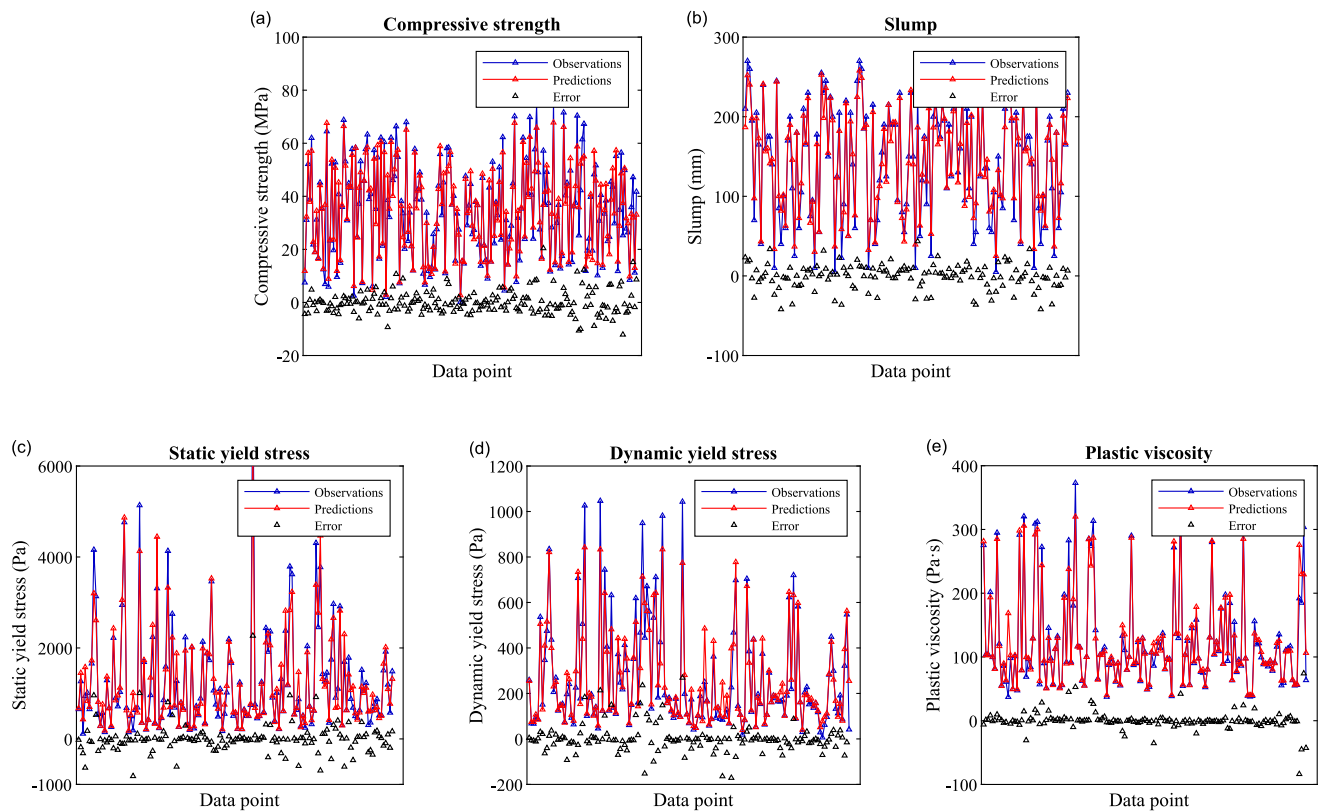 (a)
Compressive strength
100
80
60
40
20
0
-20
Compressive strength (MPa)
Observations
Predictions
Error
Data point
(b)
Slump
300
200
100
0
-100
Slump (mm)
Observations
Predictions
Error
Data point
(c)
Static yield stress
6000
4000
2000
0
-1000
Static yield stress (Pa)
Observations
Predictions
Error
Data point
(d)
Dynamic yield stress
1200
1000
800
600
400
200
0
-200
Dynamic yield stress (Pa)
Observations
Predictions
Error
Data point
(e)
Plastic viscosity
400
300
200
100
0
-100
Plastic viscosity (Pa·s)
Observations
Predictions
Error
Data point